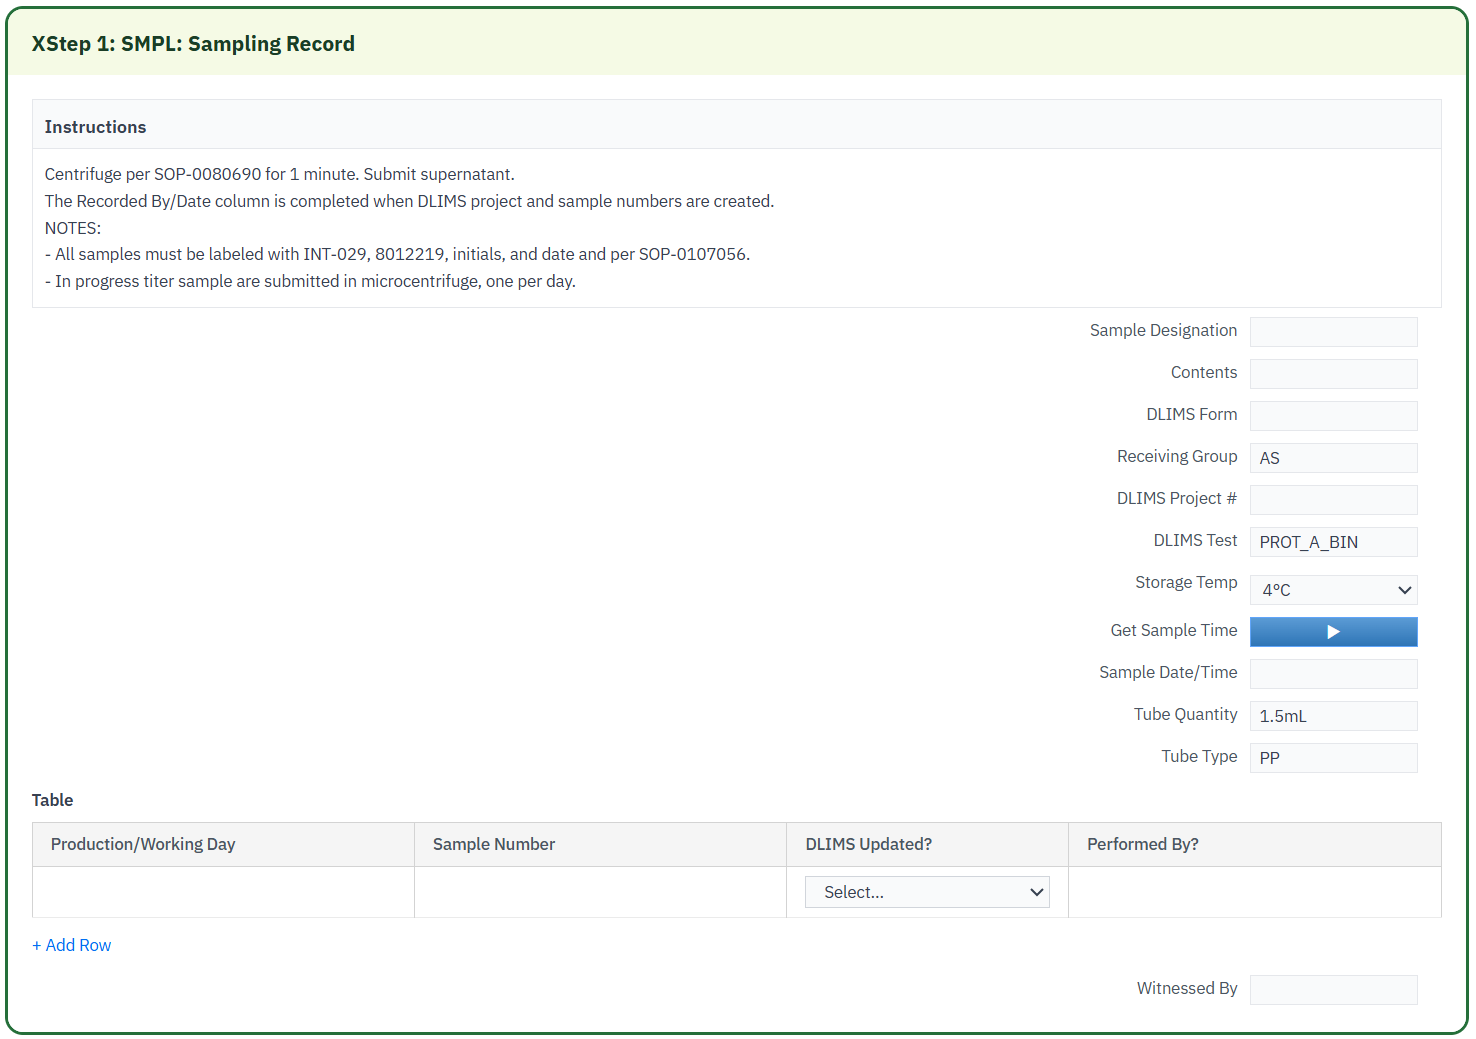 XStep 1: SMPL: Sampling Record
Instructions
Centrifuge per SOP-0080690 for 1 minute. Submit supernatant.
The Recorded By/Date column is completed when DLIMS project and sample numbers are created.
NOTES:
- All samples must be labeled with INT-029, 8012219, initials, and date and per SOP-0107056.
- In progress titer sample are submitted in microcentrifuge, one per day.
Sample Designation
Contents
DLIMS Form
Receiving Group AS
DLIMS Project #
DLIMS Test PROT_A_BIN
Storage Temp 4°C
Get Sample Time
Sample Date/Time
Tube Quantity 1.5mL
Tube Type PP
Table
Production/Working Day Sample Number DLIMS Updated? Performed By?
Select...
+ Add Row
Witnessed By